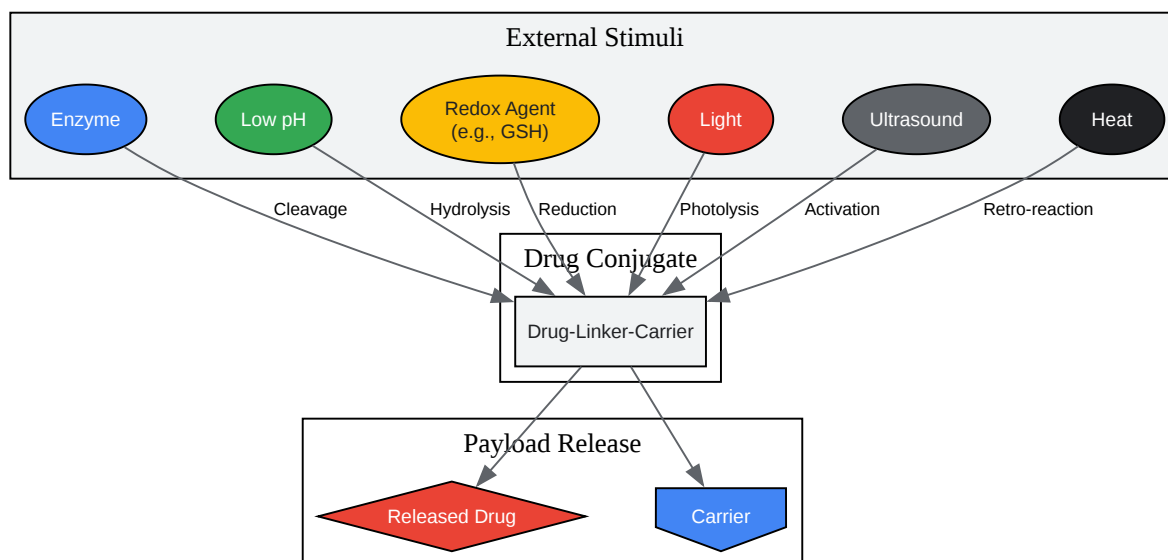 External Stimuli
Enzyme
Low pH
Redox Agent
(e.g., GSH)
Light
Ultrasound
Heat
Cleavage
Hydrolysis
Reduction
Photolysis
Activation
Retro-reaction
Drug Conjugate
Drug-Linker-Carrier
Payload Release
Released Drug
Carrier